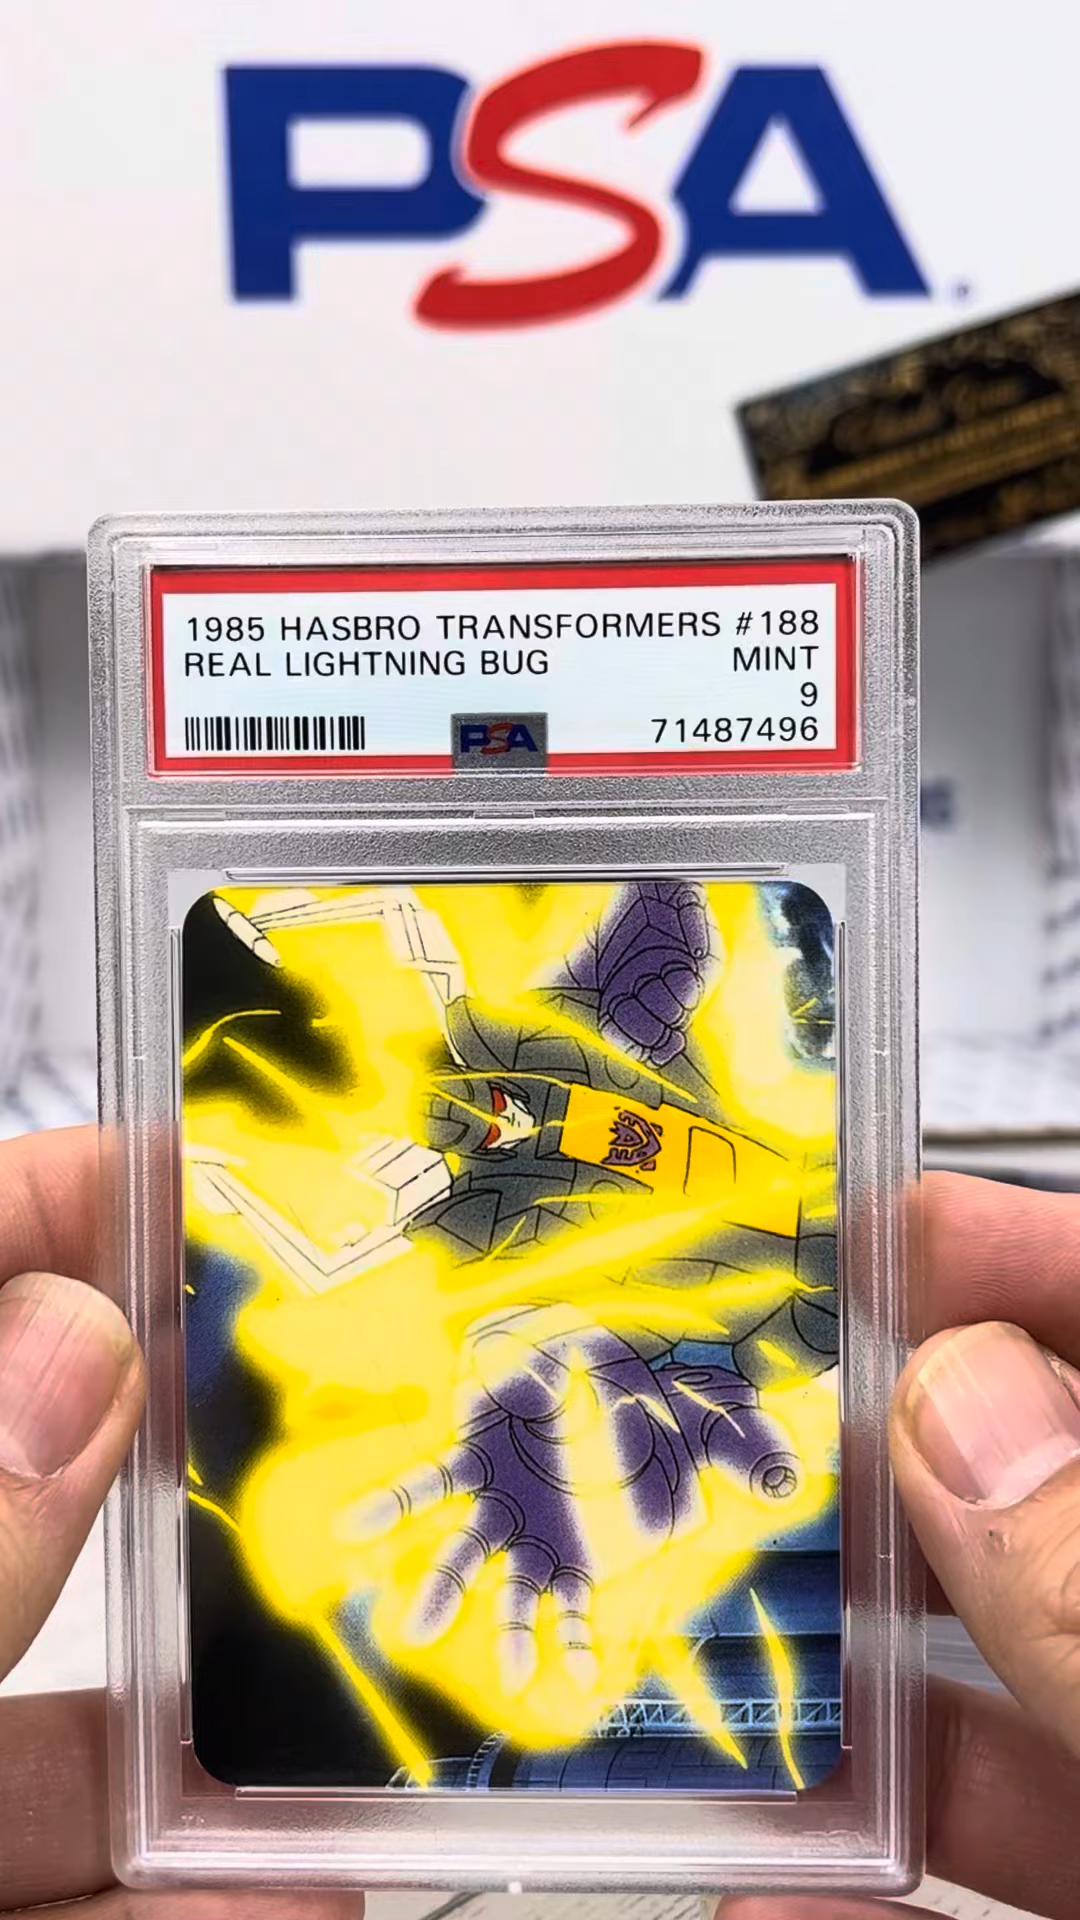 PSA
1985 HASBRO TRANSFORMERS #188
REAL LIGHTNING BUG MINT
9
PSA 71487496